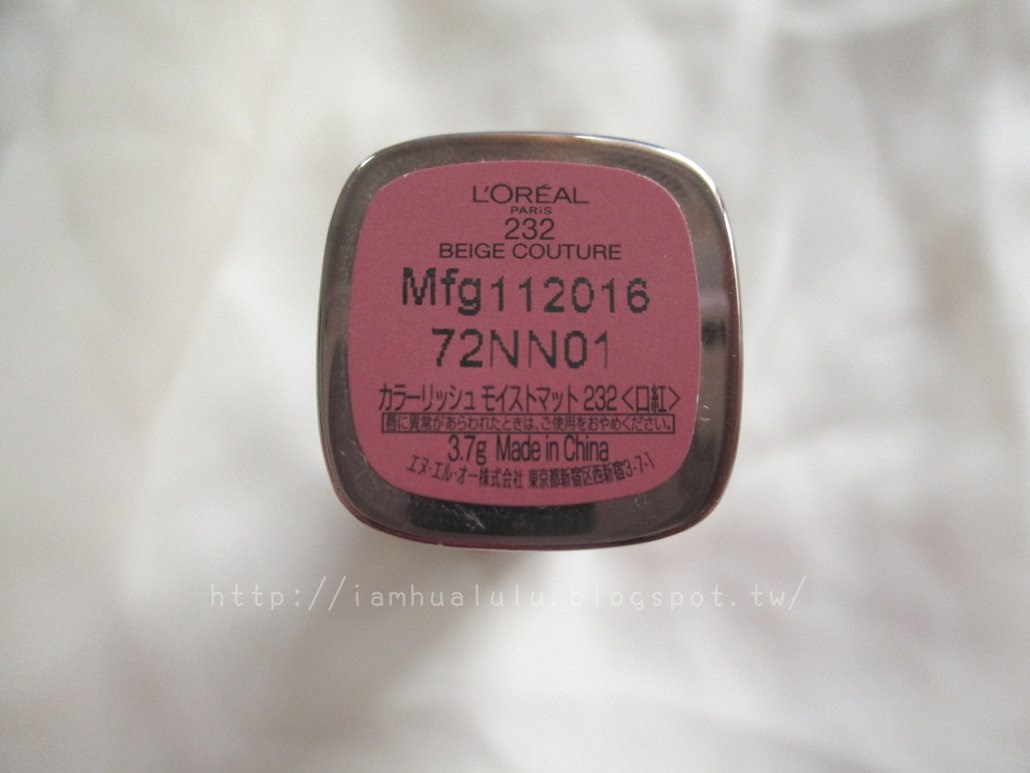 L'ORÉAL
PARIS
232
BEIGE COUTURE
Mfg112016
72NN01
カラーリッシュ モイストマット 232〈口紅〉
唇に異常があらわれたときは、ご使用をおやめください。
3.7g Made in China
エヌ・エル・オー株式会社 東京都新宿区西新宿3-7-1
http://iamhualulu.blogspot.tw/